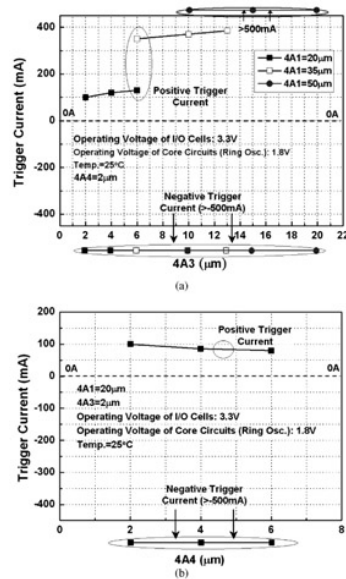 400
200
0
-200
-400
Trigger Current (mA)
>500mA
4A1=20μm
4A1=35μm
4A1=50μm
Positive Trigger
Current
0A
0A
Operating Voltage of I/O Cells: 3.3V
Operating Voltage of Core Circuits (Ring Osc.): 1.8V
Temp.=25°C
4A4=2μm
Negative Trigger
Current (>-500mA)
0 2 4 6 8 10 12 14 16 18 20 22
4A3 (μm)
(a)
200
100
0
-100
-200
-300
-400
Trigger Current (mA)
Positive Trigger
Current
0A
0A
4A1=20μm
4A3=2μm
Operating Voltage of I/O Cells: 3.3V
Operating Voltage of Core Circuits (Ring Osc.): 1.8V
Temp.=25°C
Negative Trigger
Current (>-500mA)
0 2 4 6 8
4A4 (μm)
(b)